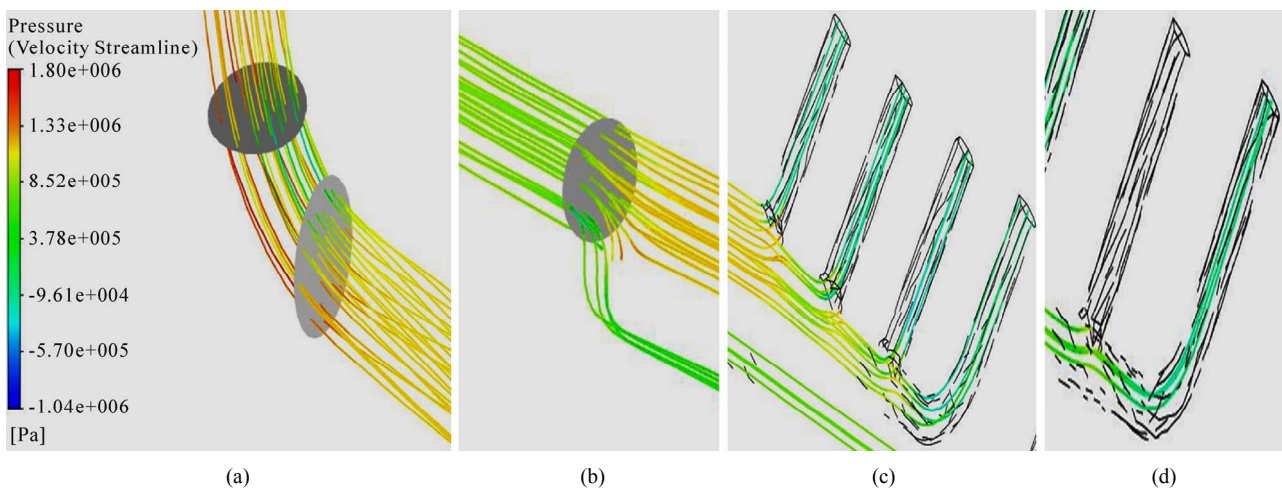 Pressure
(Velocity Streamline)
1.80e+006
1.33e+006
8.52e+005
3.78e+005
-9.61e+004
-5.70e+005
-1.04e+006
[Pa]
(a)
(b)
(c)
(d)